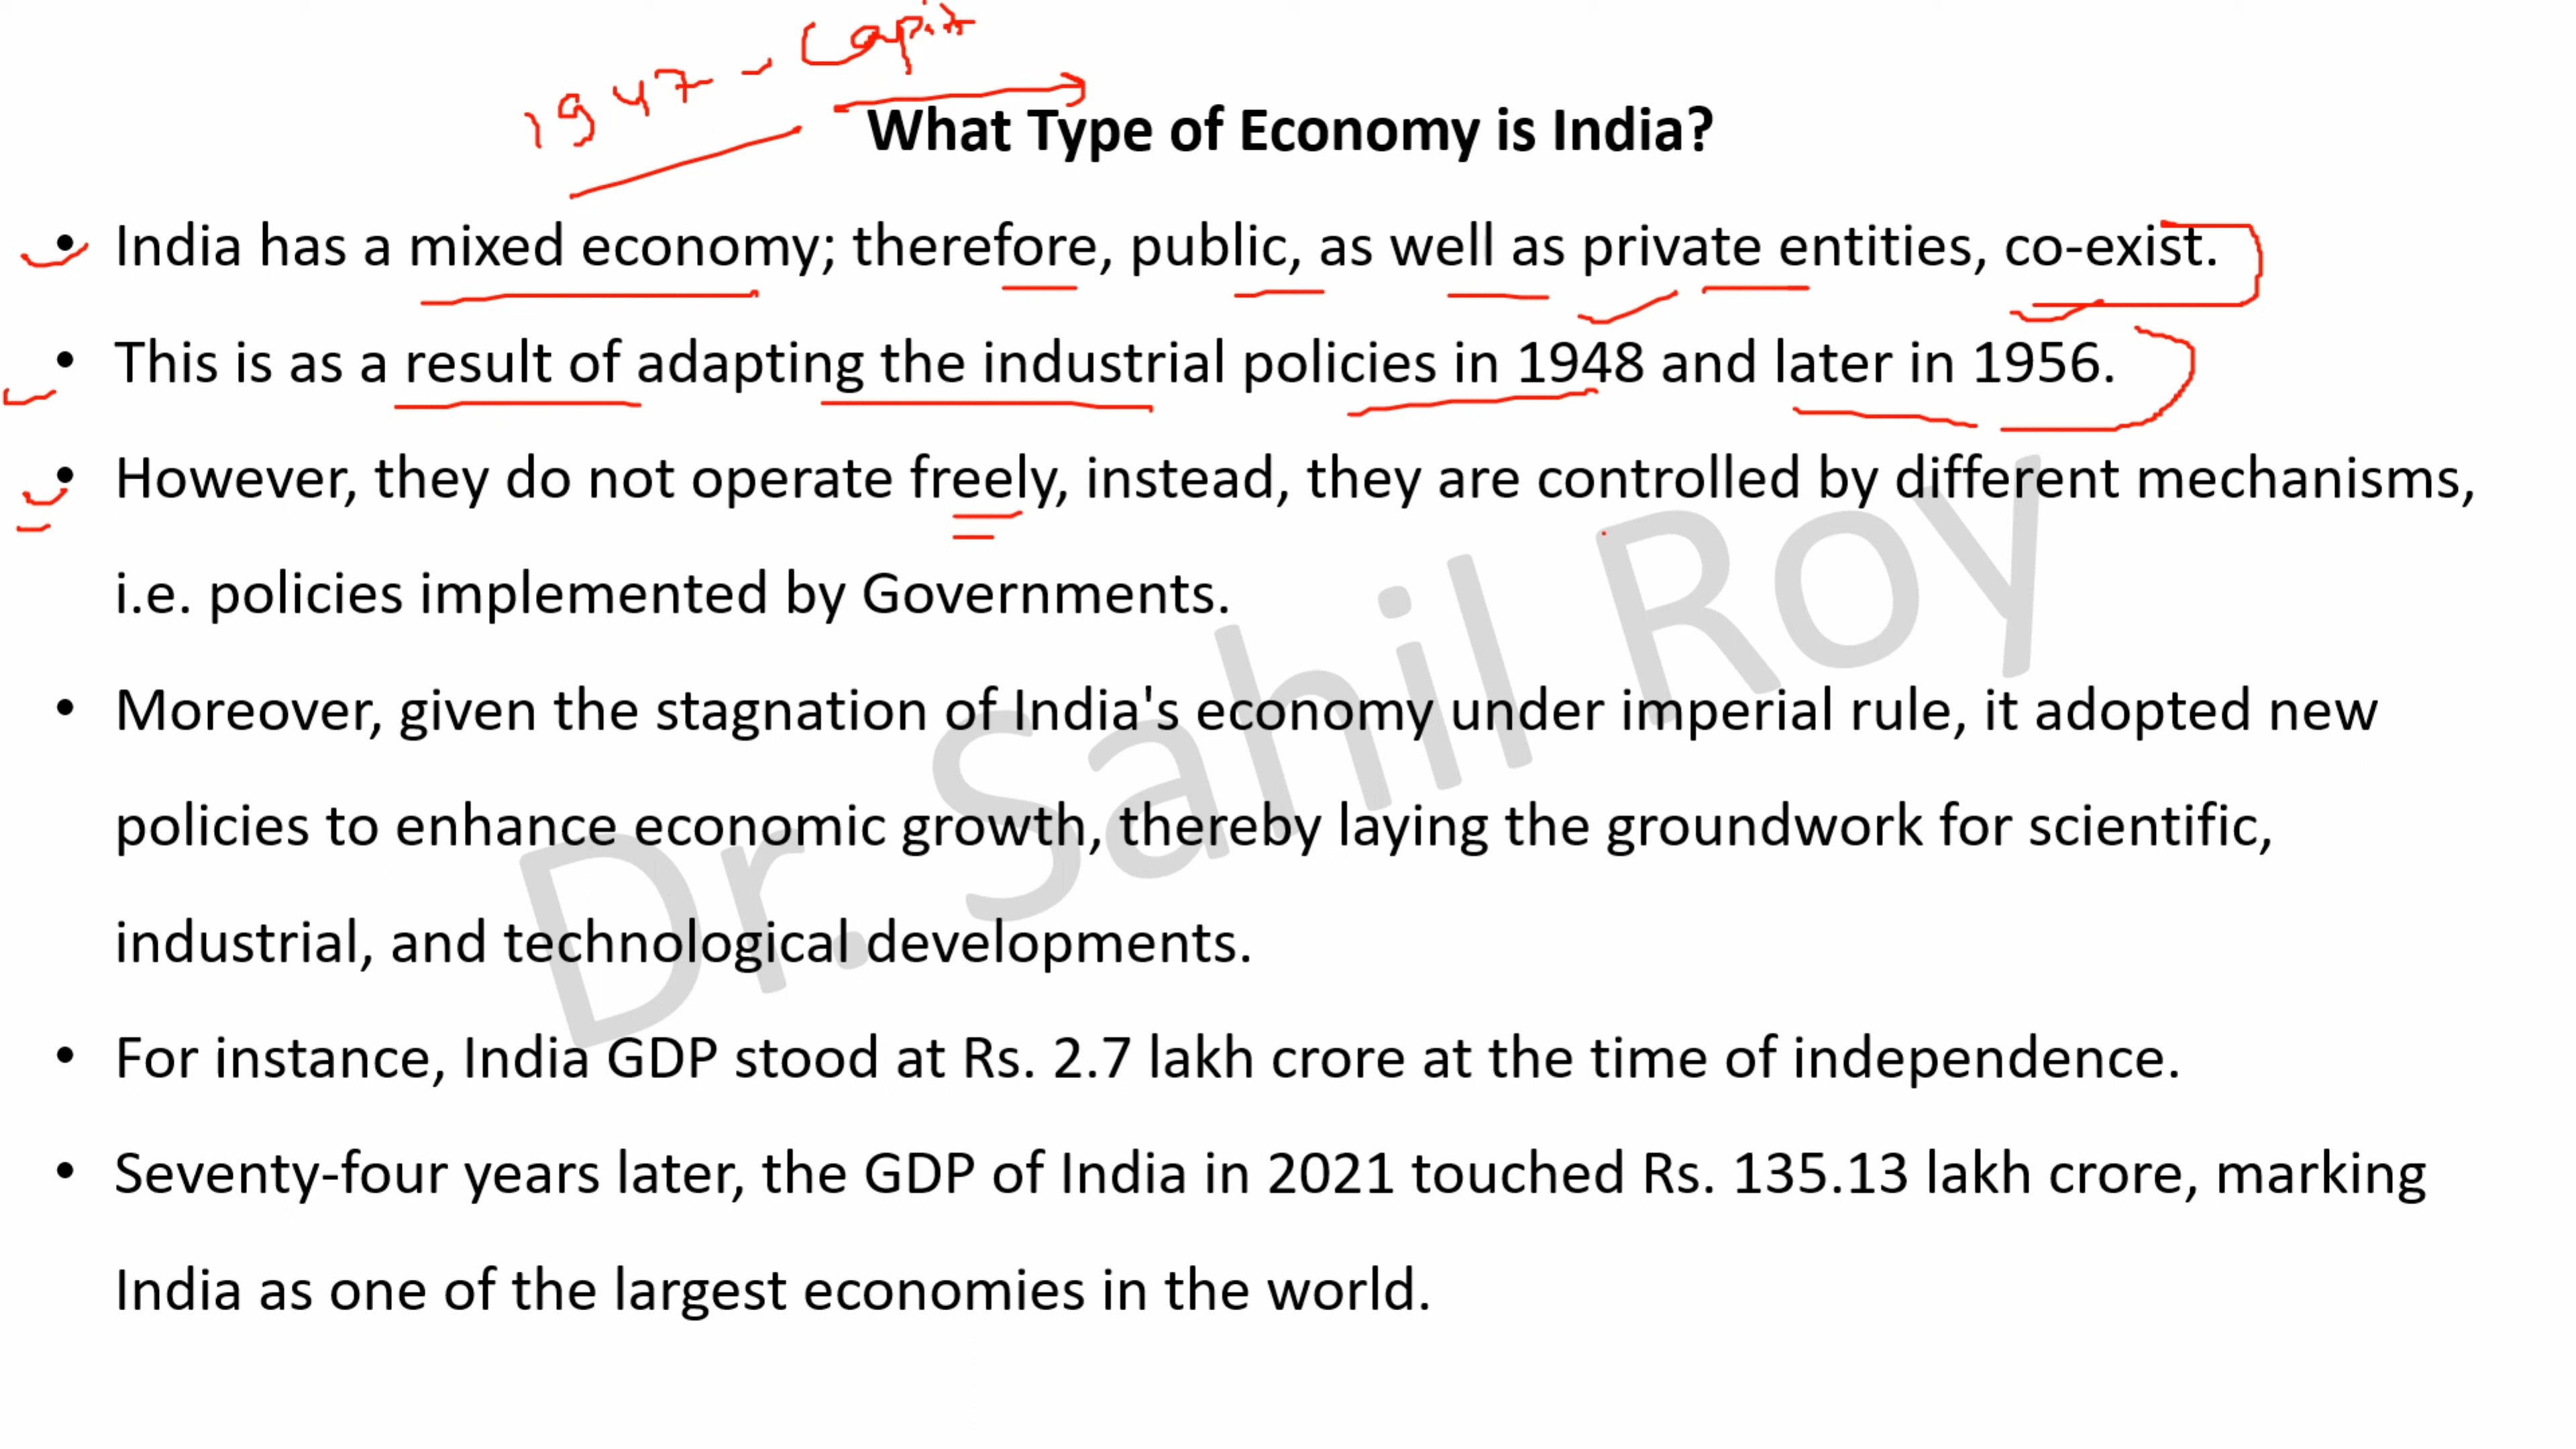 1947 - Capit
What Type of Economy is India?
• India has a mixed economy; therefore, public, as well as private entities, co-exist.
• This is as a result of adapting the industrial policies in 1948 and later in 1956.
• However, they do not operate freely, instead, they are controlled by different mechanisms,
i.e. policies implemented by Governments.
• Moreover, given the stagnation of India's economy under imperial rule, it adopted new
policies to enhance economic growth, thereby laying the groundwork for scientific,
industrial, and technological developments.
• For instance, India GDP stood at Rs. 2.7 lakh crore at the time of independence.
• Seventy-four years later, the GDP of India in 2021 touched Rs. 135.13 lakh crore, marking
India as one of the largest economies in the world.
Dr. Sahil Roy